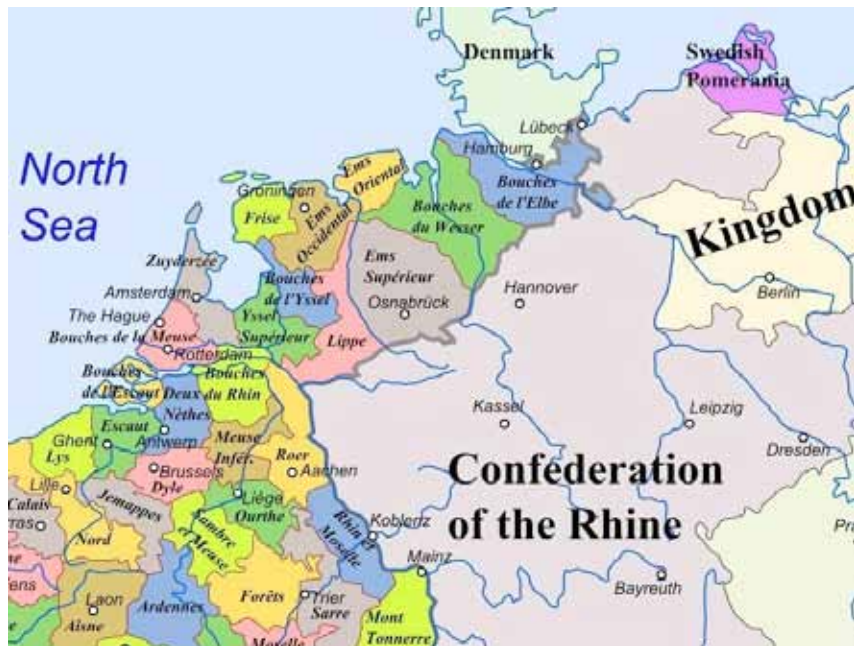 Denmark
Swedish
Pomerania
Lübeck
Hamburg
Bouches
de l'Elbe
North
Sea
Ems
Oriental
Groningen
Frise
Ems
Occidental
Bouches
du Wésser
Kingdom
Zuyderzée
Amsterdam
Bouches
de l'Yssel
Ems
Supérieur
Hannover
Berlin
The Hague
Yssel
Supérieur
Osnabrück
Bouches de la Meuse
Rotterdam
Lippe
Bouches
de l'Escaut
Deux
Nèthes
Bouches
du Rhin
Kassel
Leipzig
Dresden
Escaut
Ghent
Lys
Antwerp
Meuse
Infér.
Roer
Aachen
Brussels
Dyle
Confederation
of the Rhine
Lille
Calais
Jemappes
Liége
Ourthe
Nord
Sambre
et Meuse
Rhin et
Moselle
Koblenz
Mainz
Bayreuth
Laon
Aisne
Ardennes
Forêts
Trier
Sarre
Mont
Tonnerre
Moselle